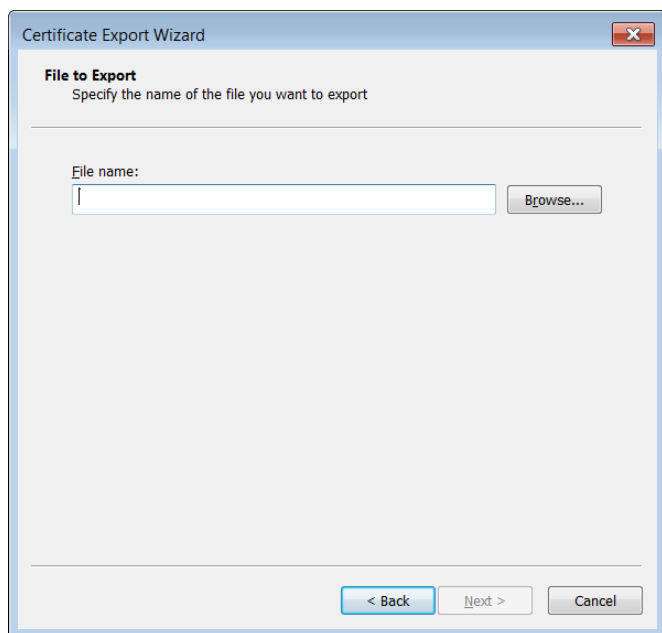 Certificate Export Wizard
File to Export
Specify the name of the file you want to export
File name:
Browse...
< Back
Next >
Cancel